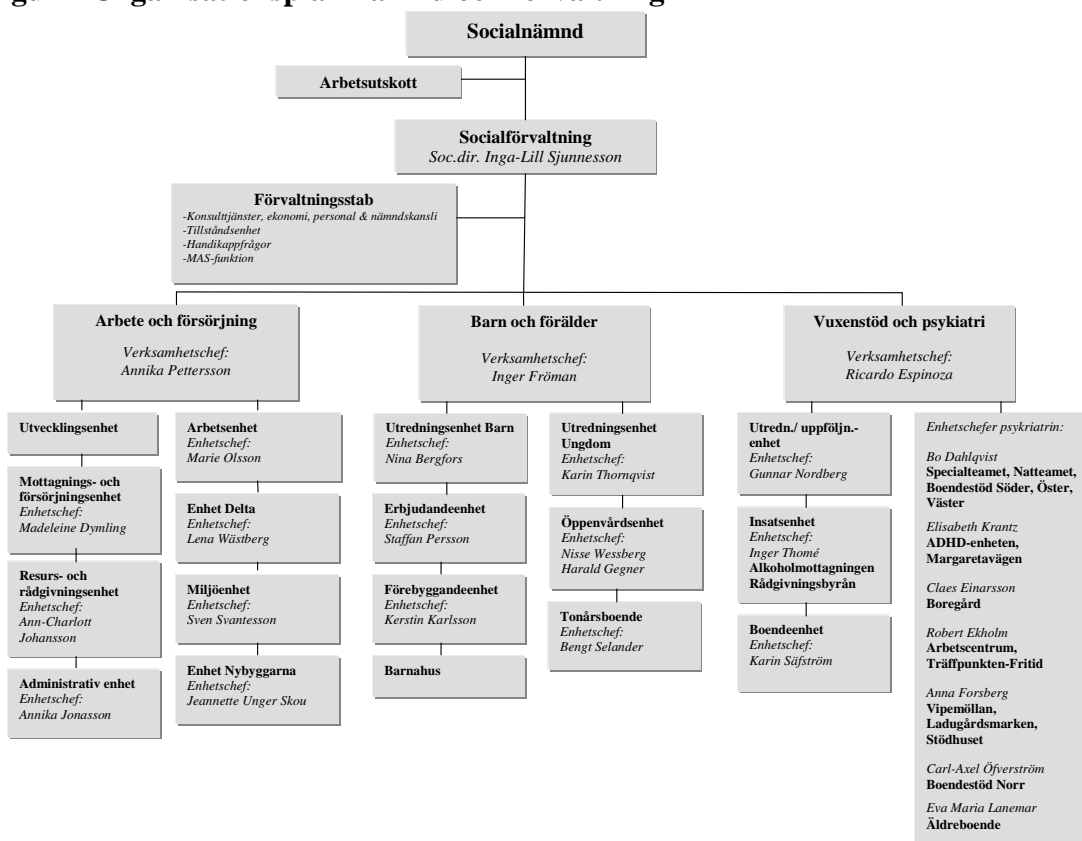 Socialnämnd
Arbetsutskott
Socialförvaltning
Soc.dir. Inga-Lill Sjunnesson
Förvaltningsstab
-Konsulttjänster, ekonomi, personal & nämndskansli
-Tillståndsenhet
-Handikappfrågor
-MAS-funktion
Arbete och försörjning
Verksamhetschef:
Annika Pettersson
Barn och förälder
Verksamhetschef:
Inger Fröman
Vuxenstöd och psykiatri
Verksamhetschef:
Ricardo Espinoza
Utvecklingsenhet
Mottagnings- och
försörjningsenhet
Enhetschef:
Madeleine Dymling
Resurs- och
rådgivningsenhet
Enhetschef:
Ann-Charlott
Johansson
Administrativ enhet
Enhetschef:
Annika Jonasson
Arbetsenhet
Enhetschef:
Marie Olsson
Enhet Delta
Enhetschef:
Lena Wästberg
Miljöenhet
Enhetschef:
Sven Svantesson
Enhet Nybyggarna
Enhetschef:
Jeannette Unger Skou
Utredningsenhet Barn
Enhetschef:
Nina Bergfors
Erbjudandeenhet
Enhetschef:
Staffan Persson
Förebyggandeenhet
Enhetschef:
Kerstin Karlsson
Barnahus
Utredningsenhet
Ungdom
Enhetschef:
Karin Thornqvist
Öppenvårdsenhet
Enhetschef:
Nisse Wessberg
Harald Gegner
Tonårsboende
Enhetschef:
Bengt Selander
Utredn./ uppföljn.-
enhet
Enhetschef:
Gunnar Nordberg
Insatsenhet
Enhetschef:
Inger Thomé
Alkoholmottagningen
Rådgivningsbyrån
Boendeenhet
Enhetschef:
Karin Säfström
Enhetschefer psykiatrin:
Bo Dahlqvist
Specialteamet, Natteamet,
Boendestöd Söder, Öster,
Väster
Elisabeth Krantz
ADHD-enheten,
Margaretavägen
Claes Einarsson
Boregård
Robert Ekholm
Arbetscentrum,
Träffpunkten-Fritid
Anna Forsberg
Vipemöllan,
Ladugårdsmarken,
Stödhuset
Carl-Axel Öfverström
Boendestöd Norr
Eva Maria Lanemar
Äldreboende